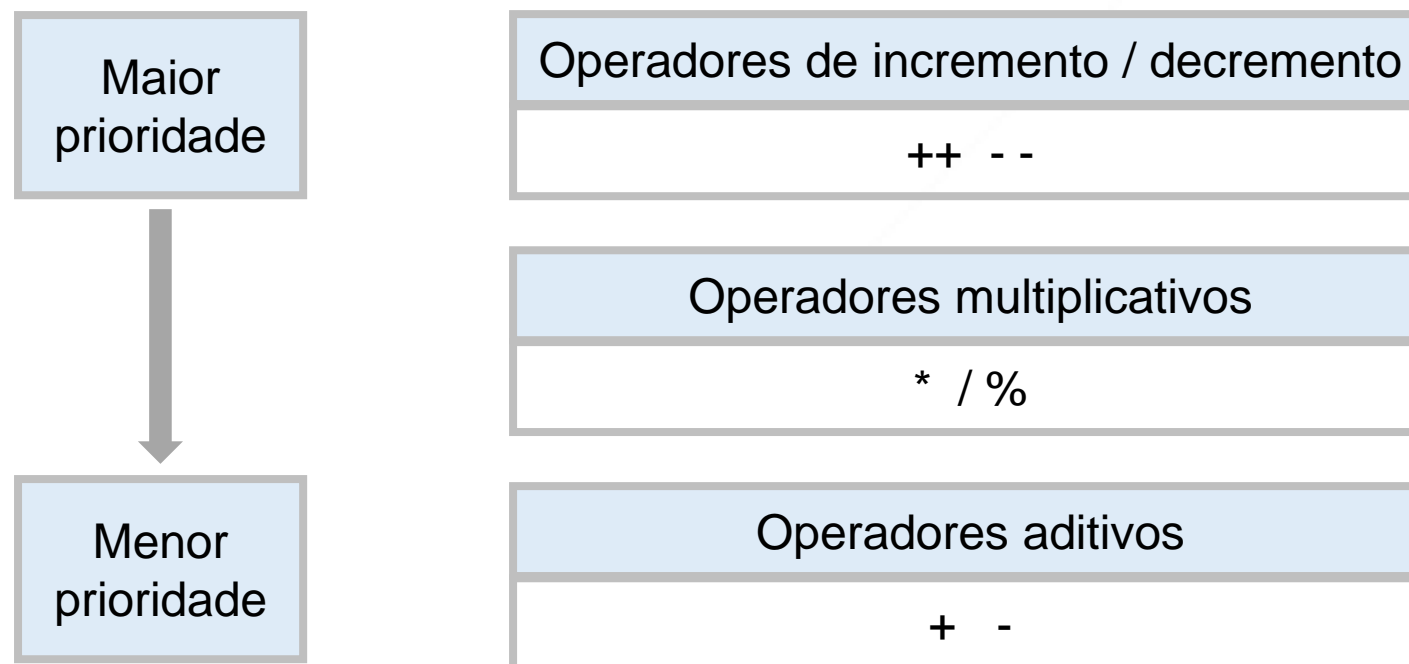 Maior
prioridade
Operadores de incremento / decremento
++ - -
Operadores multiplicativos
* / %
Menor
prioridade
Operadores aditivos
+ -